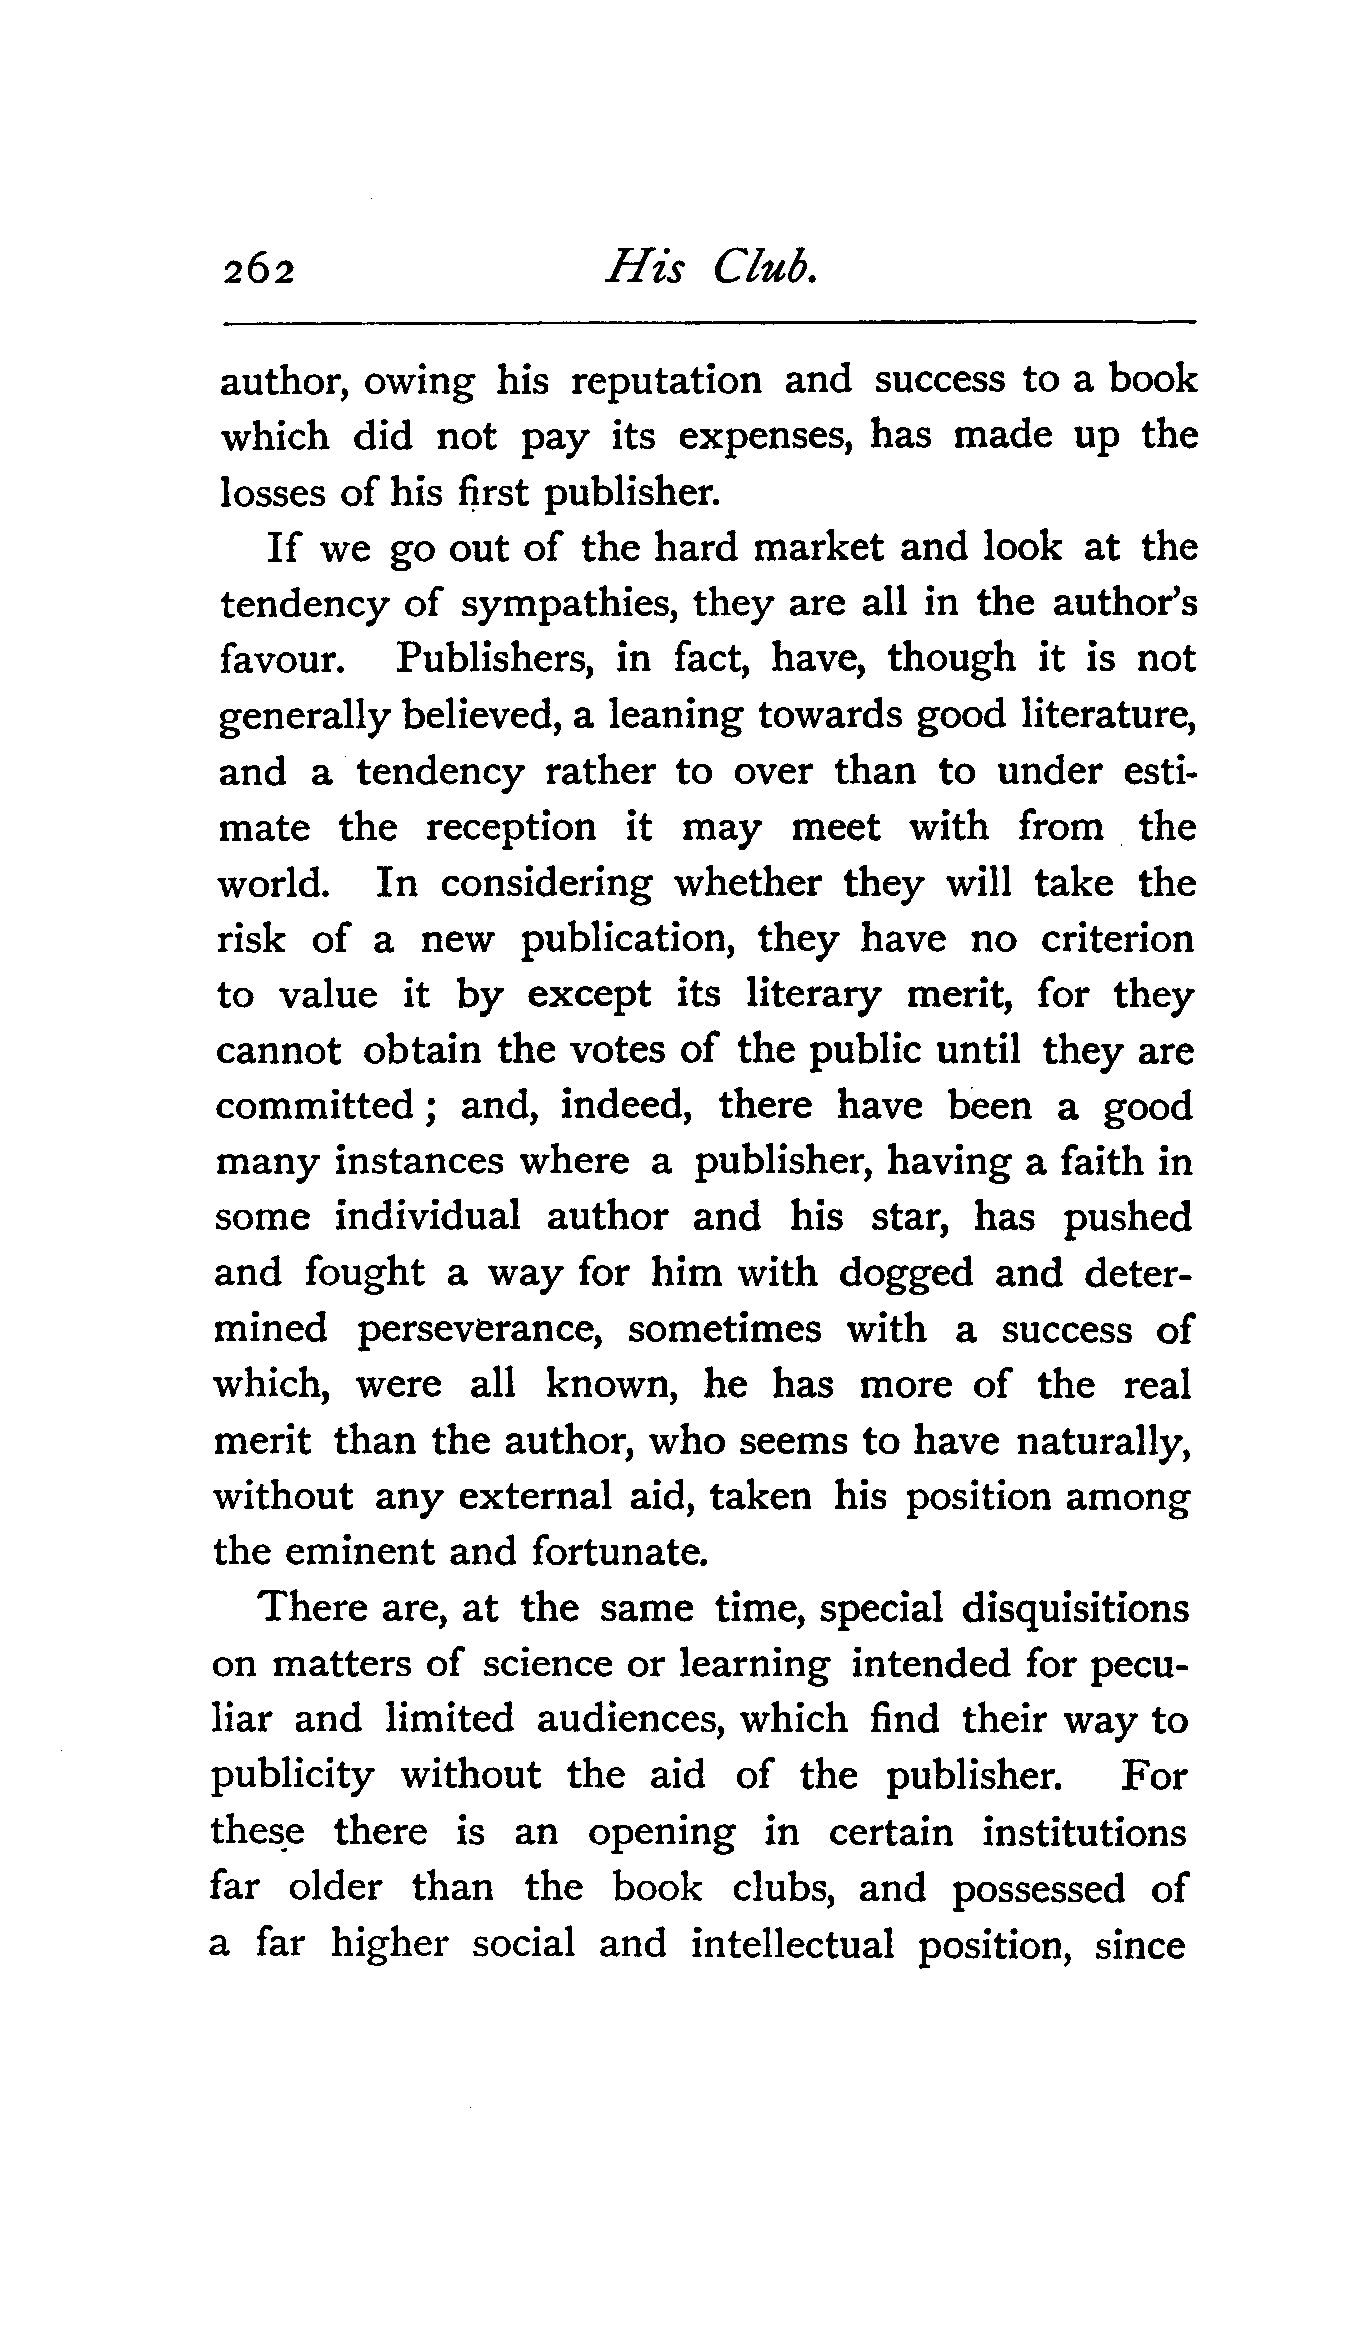 262 His Club.
author, owing his reputation and success to a book
which did not pay its expenses, has made up the
losses of his first publisher.
If we go out of the hard market and look at the
tendency of sympathies, they are all in the author's
favour. Publishers, in fact, have, though it is not
generally believed, a leaning towards good literature,
and a tendency rather to over than to under esti-
mate the reception it may meet with from the
world. In considering whether they will take the
risk of a new publication, they have no criterion
to value it by except its literary merit, for they
cannot obtain the votes of the public until they are
committed ; and, indeed, there have been a good
many instances where a publisher, having a faith in
some individual author and his star, has pushed
and fought a way for him with dogged and deter-
mined perseverance, sometimes with a success of
which, were all known, he has more of the real
merit than the author, who seems to have naturally,
without any external aid, taken his position among
the eminent and fortunate.
There are, at the same time, special disquisitions
on matters of science or learning intended for pecu-
liar and limited audiences, which find their way to
publicity without the aid of the publisher. For
these there is an opening in certain institutions
far older than the book clubs, and possessed of
a far higher social and intellectual position, since